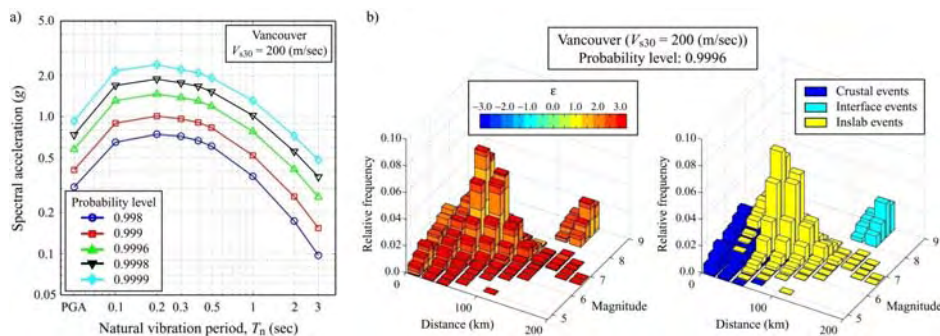 a)
Vancouver
Vs30 = 200 (m/sec)
5.0
2.0
1.0
0.5
0.2
0.1
0.05
Spectral acceleration (g)
Probability level
0.998
0.999
0.9996
0.9998
0.9999
PGA 0.1 0.2 0.3 0.5 1 2 3
Natural vibration period, Tn (sec)
b)
Vancouver (Vs30 = 200 (m/sec))
Probability level: 0.9996
ε
-3.0 -2.0 -1.0 0.0 1.0 2.0 3.0
0.10
0.08
0.06
0.04
0.02
0.0
Relative frequency
0
100
200
Distance (km)
5
6
7
8
9
Magnitude
Crustal events
Interface events
Inslab events
0.10
0.08
0.06
0.04
0.02
0.0
Relative frequency
0
100
200
Distance (km)
5
6
7
8
9
Magnitude